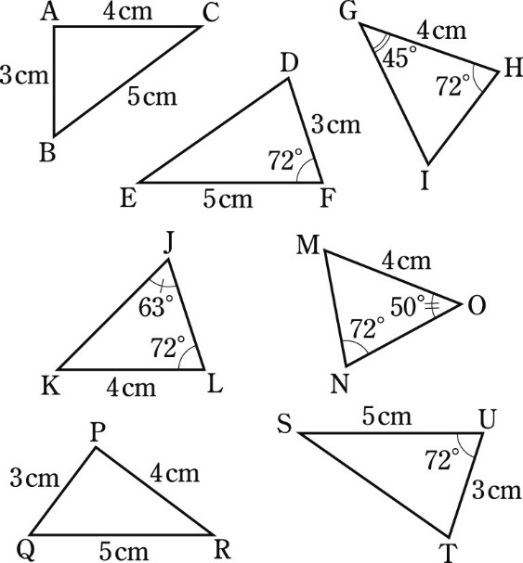 A 4cm C
3cm
5cm
B
G 4cm
45°
72° H
I
D
3cm
72°
E 5cm F
J
63°
72°
K 4cm L
M 4cm
50° O
72°
N
P
3cm 4cm
Q 5cm R
S 5cm U
72°
3cm
T